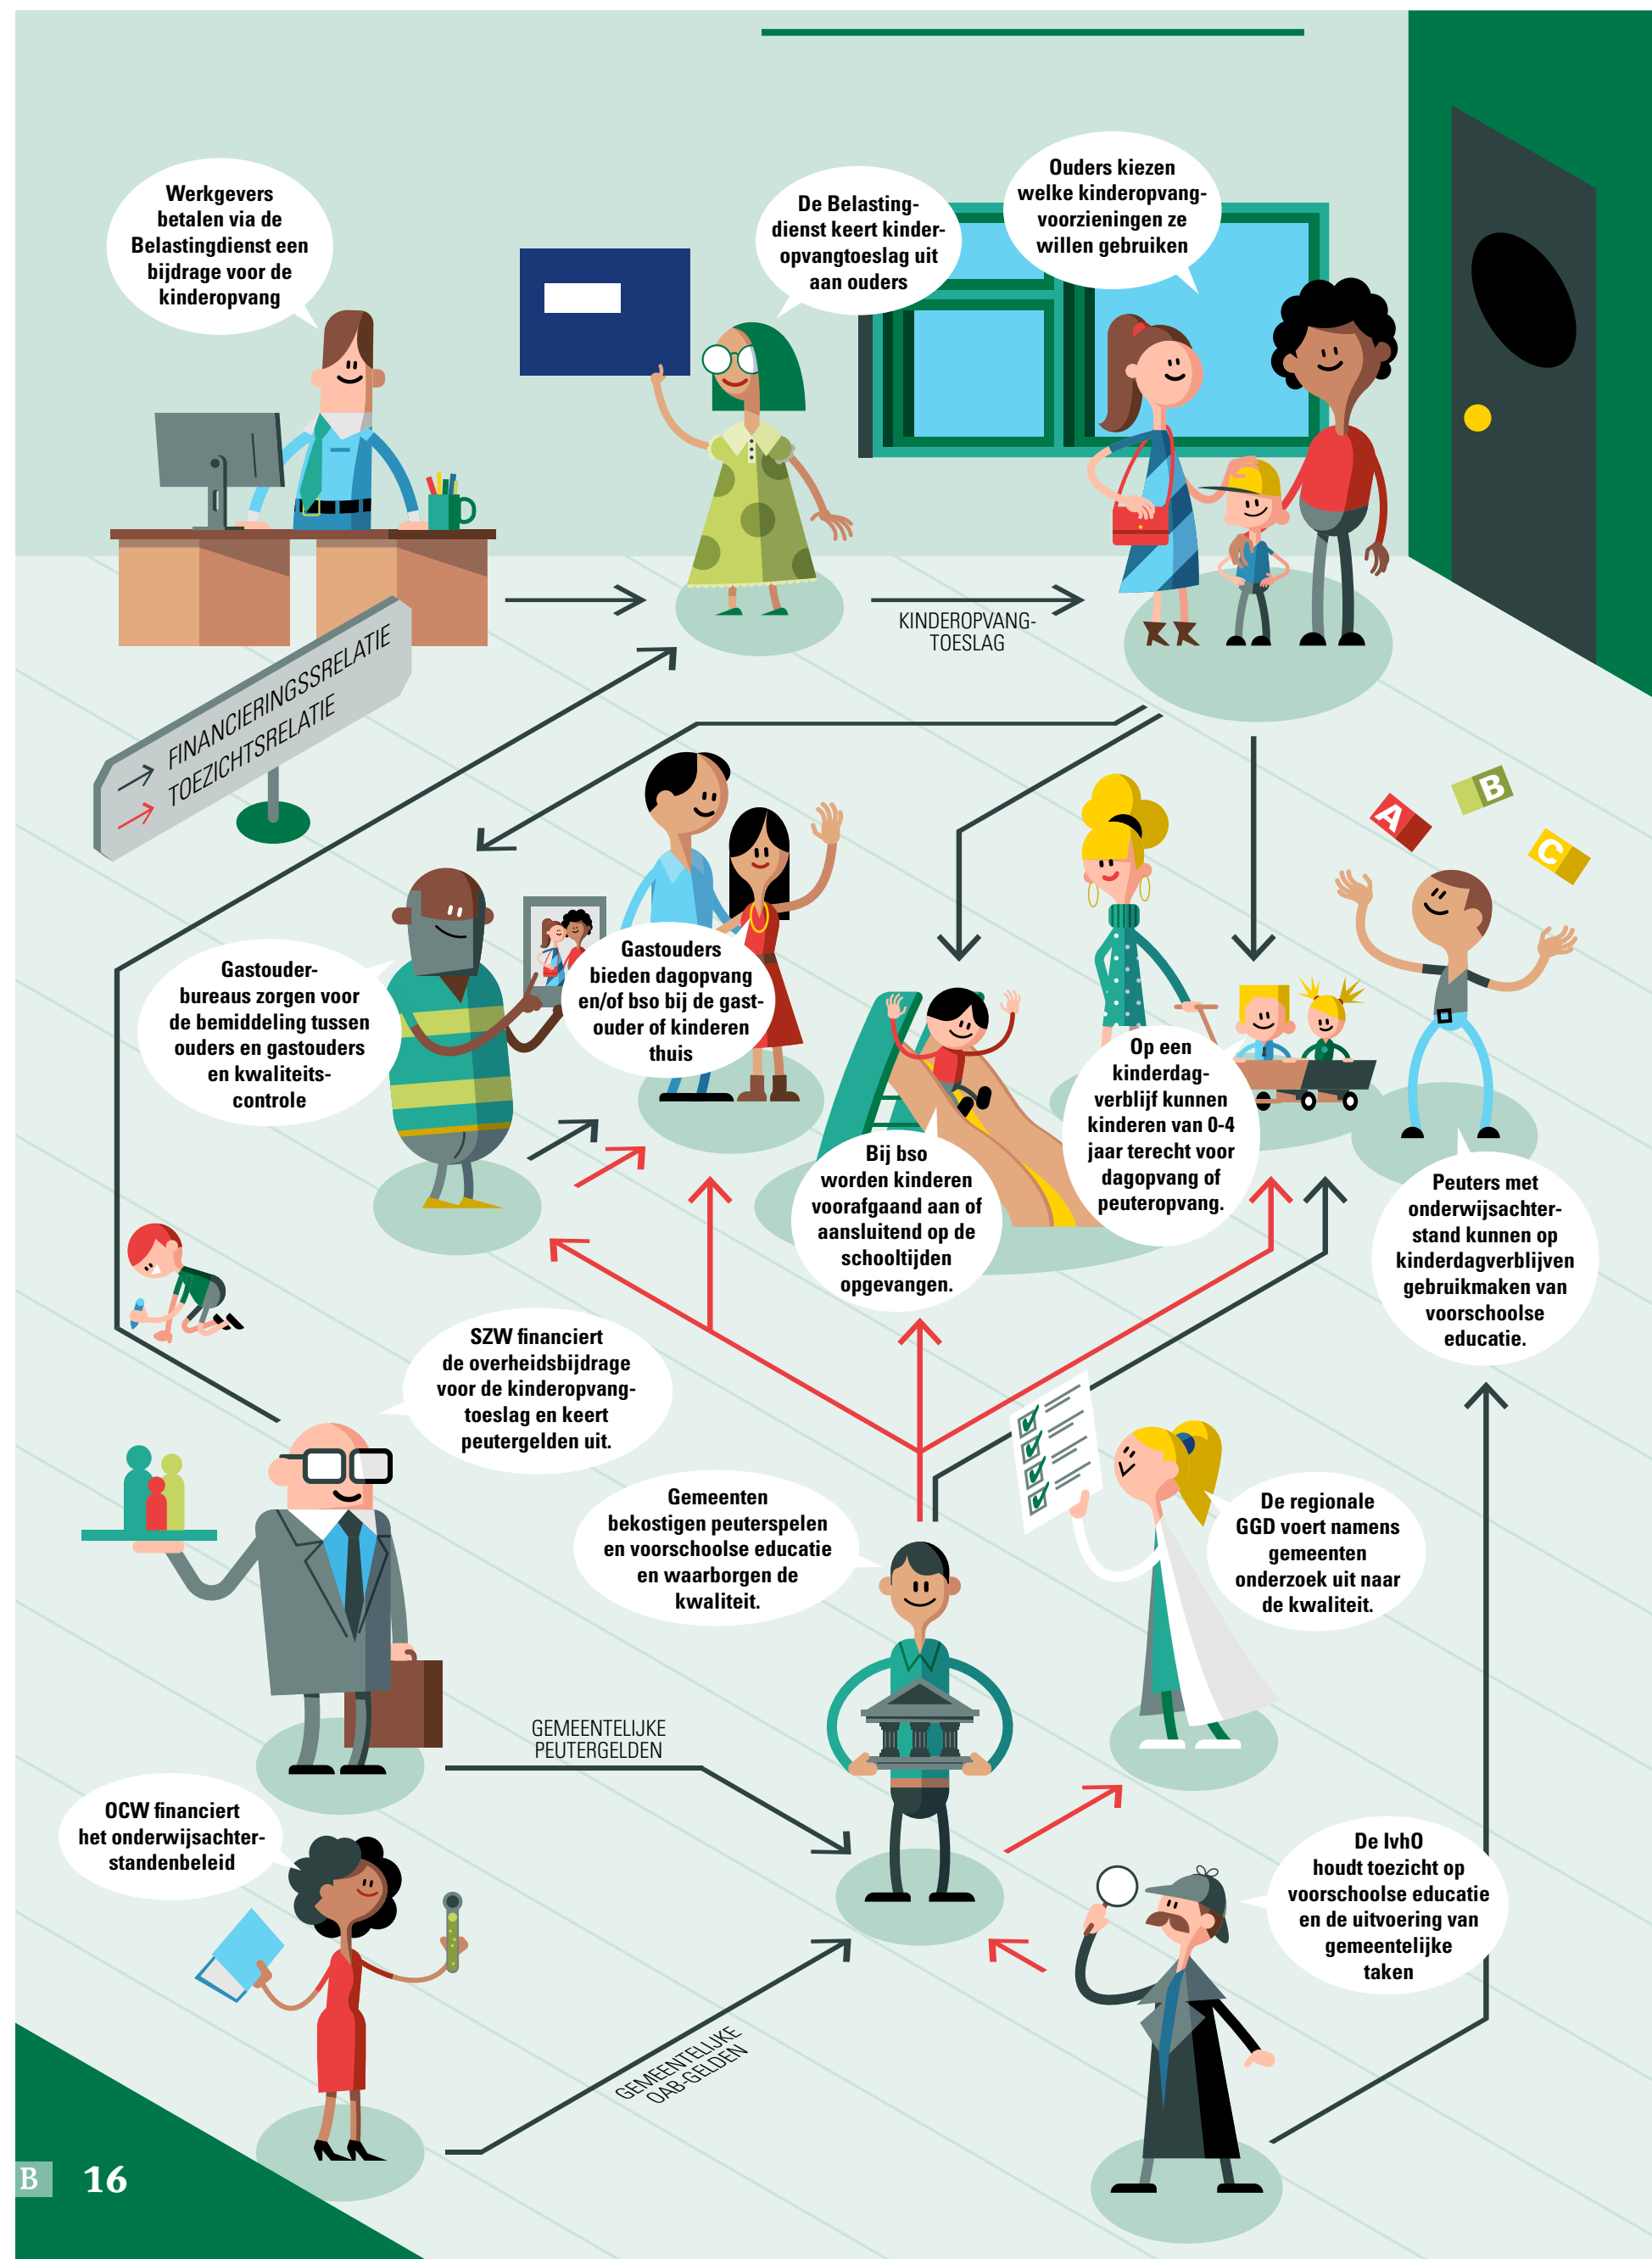 Werkgevers
betalen via de
Belastingdienst een
bijdrage voor de
kinderopvang
De Belasting-
dienst keert kinder-
opvangtoeslag uit
aan ouders
Ouders kiezen
welke kinderopvang-
voorzieningen ze
willen gebruiken
KINDEROPVANG-
TOESLAG
FINANCIERINGSSRELATIE
TOEZICHTSRELATIE
A
B
C
Gastouder-
bureaus zorgen voor
de bemiddeling tussen
ouders en gastouders
en kwaliteits-
controle
Gastouders
bieden dagopvang
en/of bso bij de gast-
ouder of kinderen
thuis
Bij bso
worden kinderen
voorafgaand aan of
aansluitend op de
schooltijden
opgevangen.
Op een
kinderdag-
verblijf kunnen
kinderen van 0-4
jaar terecht voor
dagopvang of
peuteropvang.
Peuters met
onderwijsachter-
stand kunnen op
kinderdagverblijven
gebruikmaken van
voorschoolse
educatie.
SZW financiert
de overheidsbijdrage
voor de kinderopvang-
toeslag en keert
peutergelden uit.
Gemeenten
bekostigen peuterspelen
en voorschoolse educatie
en waarborgen de
kwaliteit.
De regionale
GGD voert namens
gemeenten
onderzoek uit naar
de kwaliteit.
GEMEENTELIJKE
PEUTERGELDEN
OCW financiert
het onderwijsachter-
standenbeleid
De IvhO
houdt toezicht op
voorschoolse educatie
en de uitvoering van
gemeentelijke
taken
GEMEENTELIJKE
OAB-GELDEN
B 16